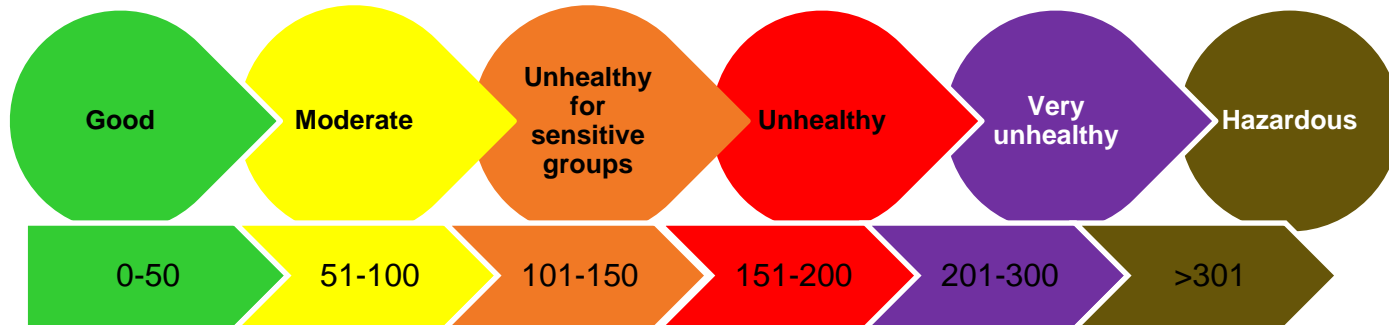 Good
Moderate
Unhealthy
for
sensitive
groups
Unhealthy
Very
unhealthy
Hazardous
0-50
51-100
101-150
151-200
201-300
>301